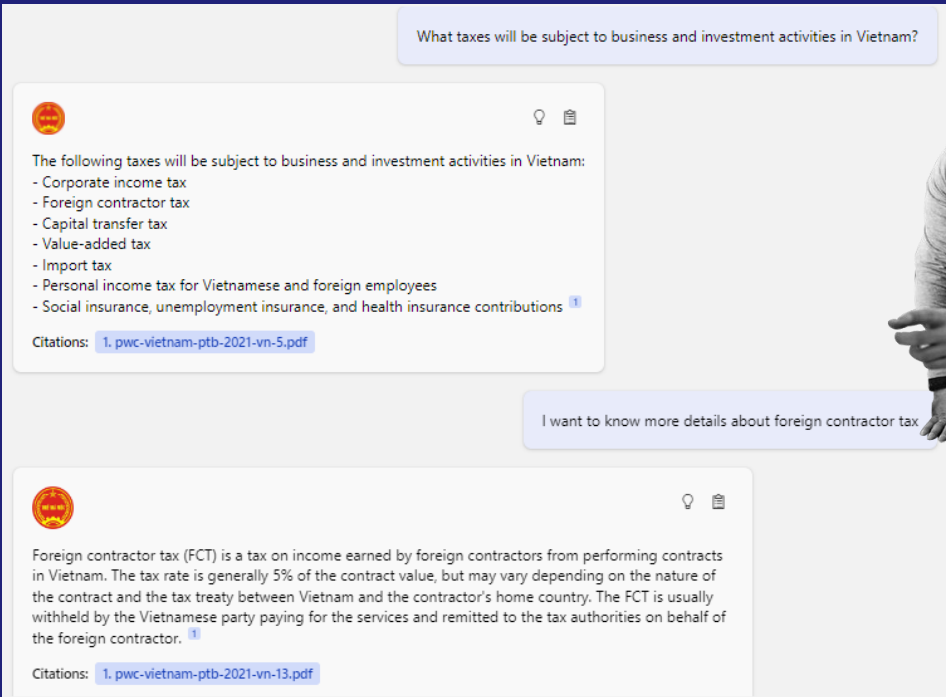 What taxes will be subject to business and investment activities in Vietnam?
The following taxes will be subject to business and investment activities in Vietnam:
- Corporate income tax
- Foreign contractor tax
- Capital transfer tax
- Value-added tax
- Import tax
- Personal income tax for Vietnamese and foreign employees
- Social insurance, unemployment insurance, and health insurance contributions 1
Citations: 1. pwc-vietnam-ptb-2021-vn-5.pdf
I want to know more details about foreign contractor tax
Foreign contractor tax (FCT) is a tax on income earned by foreign contractors from performing contracts
in Vietnam. The tax rate is generally 5% of the contract value, but may vary depending on the nature of
the contract and the tax treaty between Vietnam and the contractor's home country. The FCT is usually
withheld by the Vietnamese party paying for the services and remitted to the tax authorities on behalf of
the foreign contractor. 1
Citations: 1. pwc-vietnam-ptb-2021-vn-13.pdf